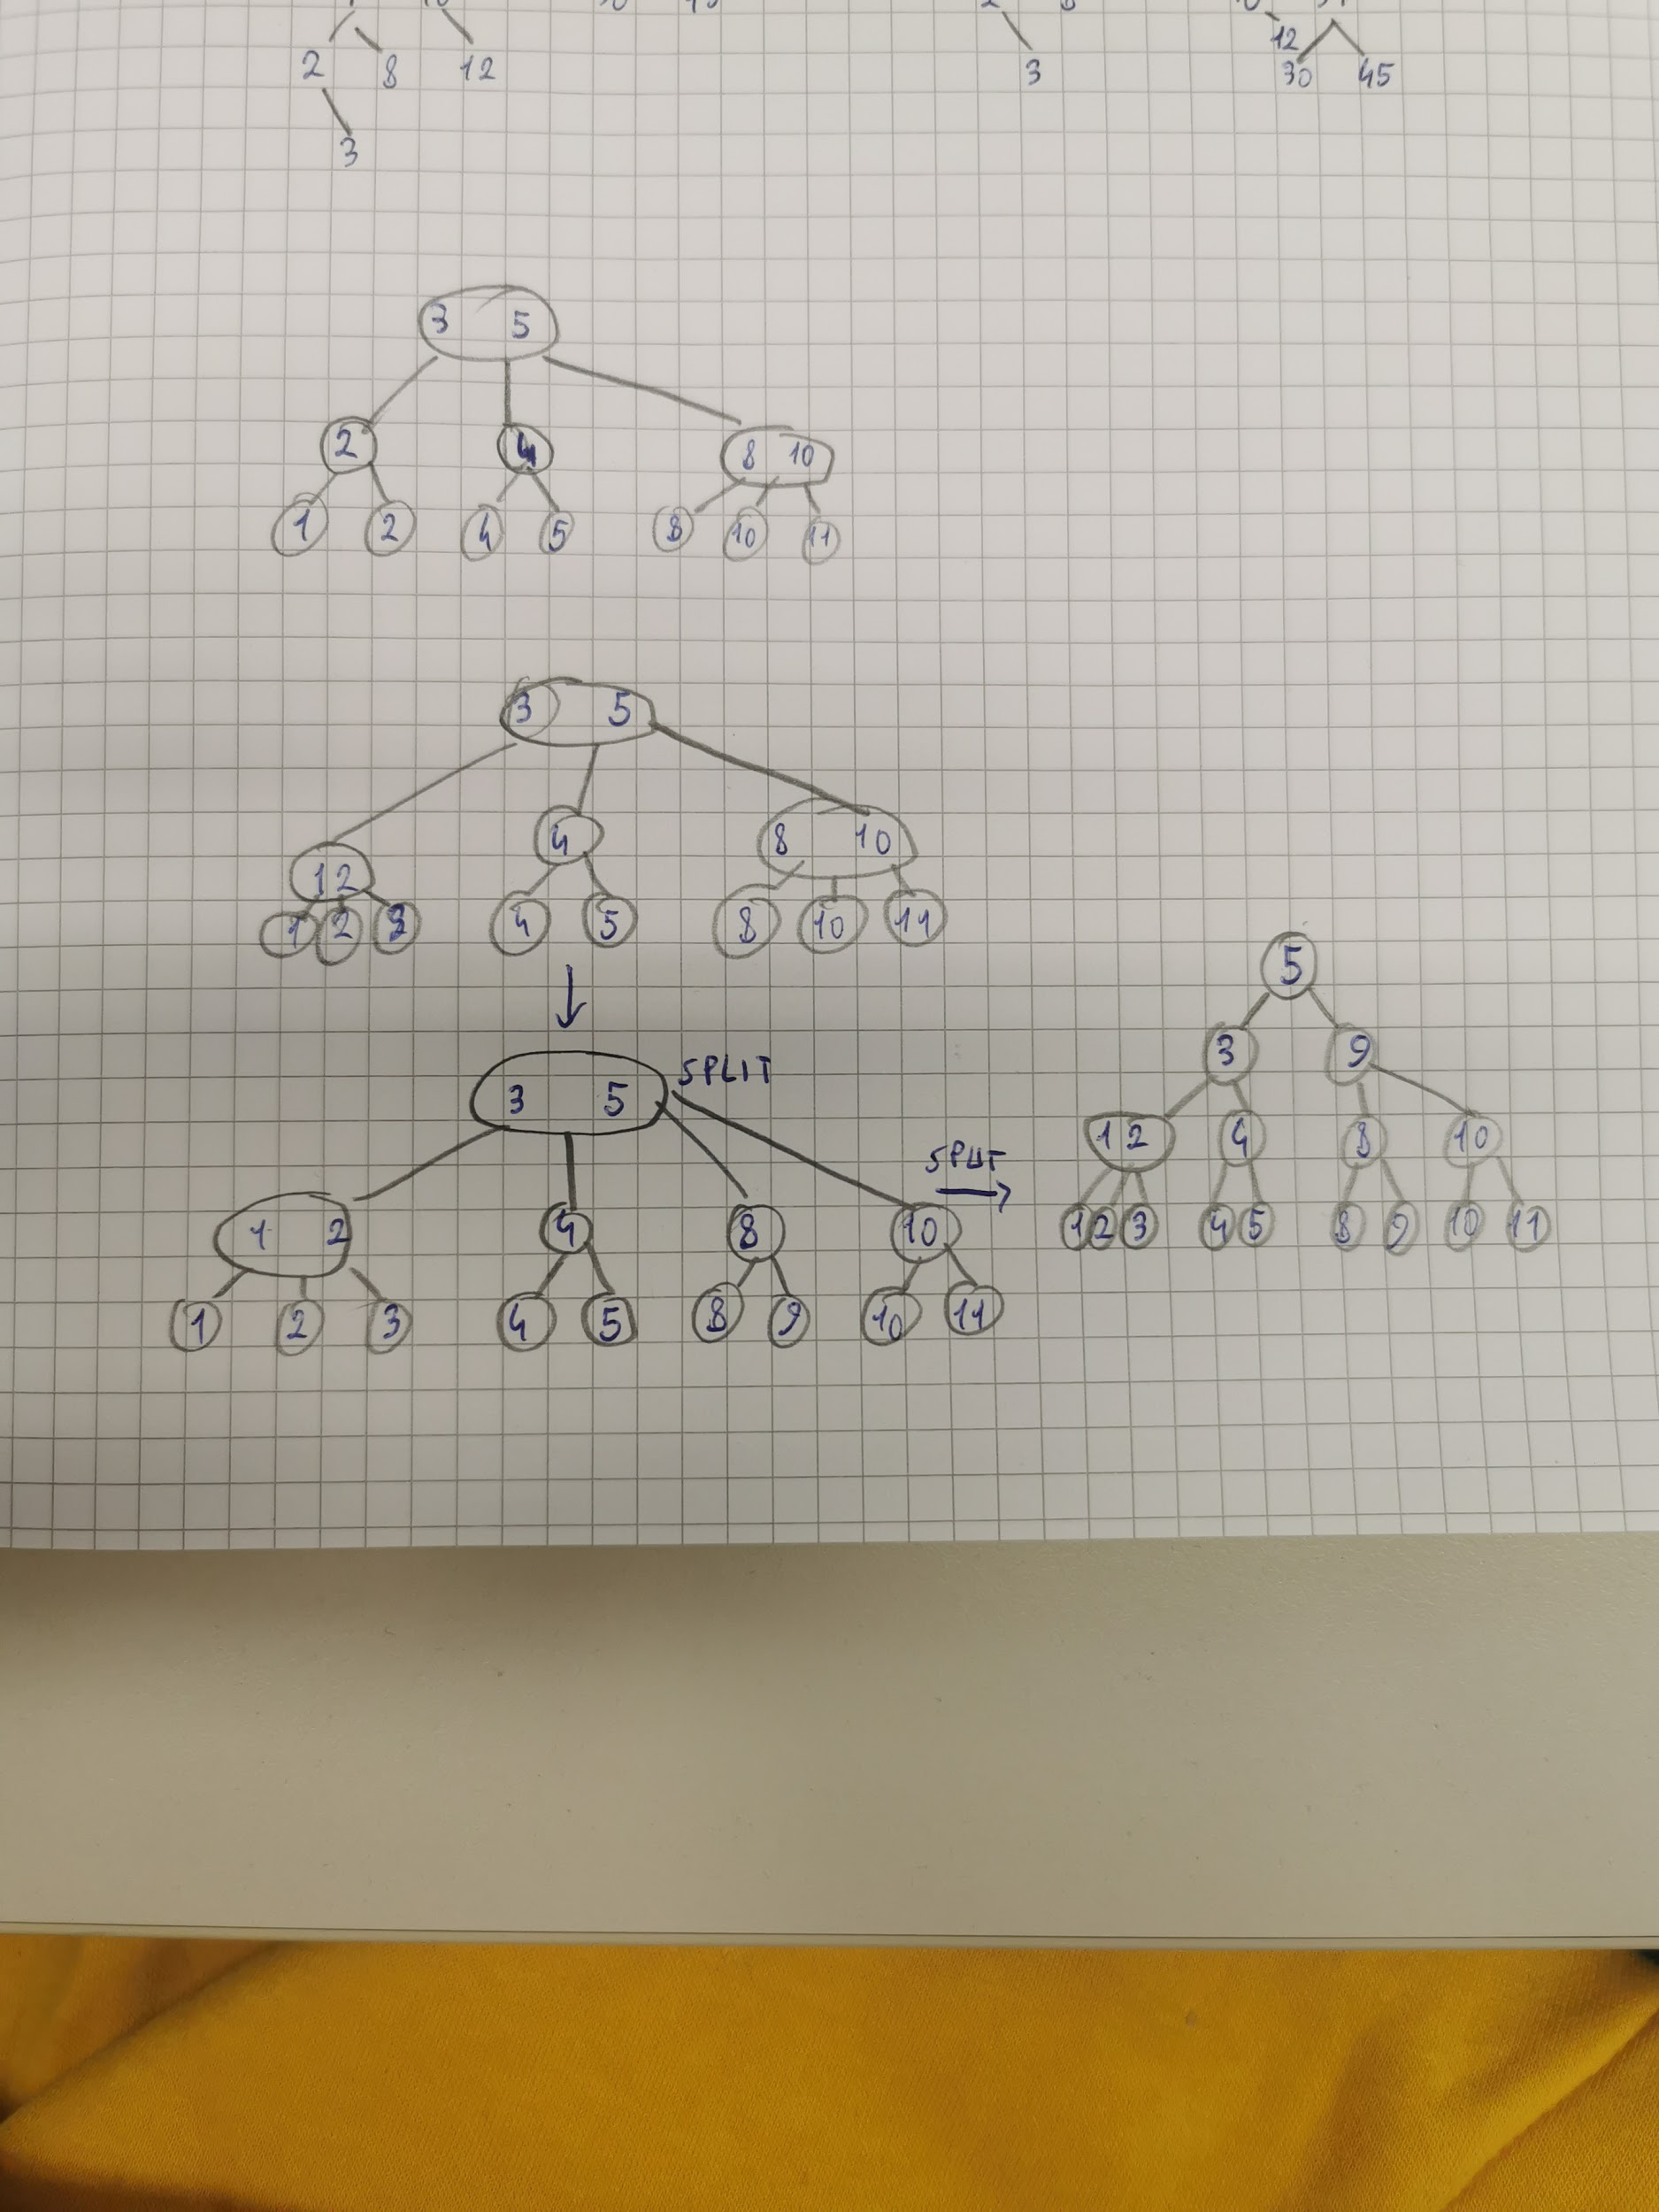 2 8 12 3 12
3 30 45
3
3 5
2 4 8 10
1 2 4 5 8 10 11
3 5
12 4 8 10
1 2 3 4 5 8 10 11
5
3 9
3 5 SPLIT
12 4 8 10
SPLIT
1 2 4 8 10
1 2 3 4 5 8 9 10 11
1 2 3 4 5 8 9 10 11